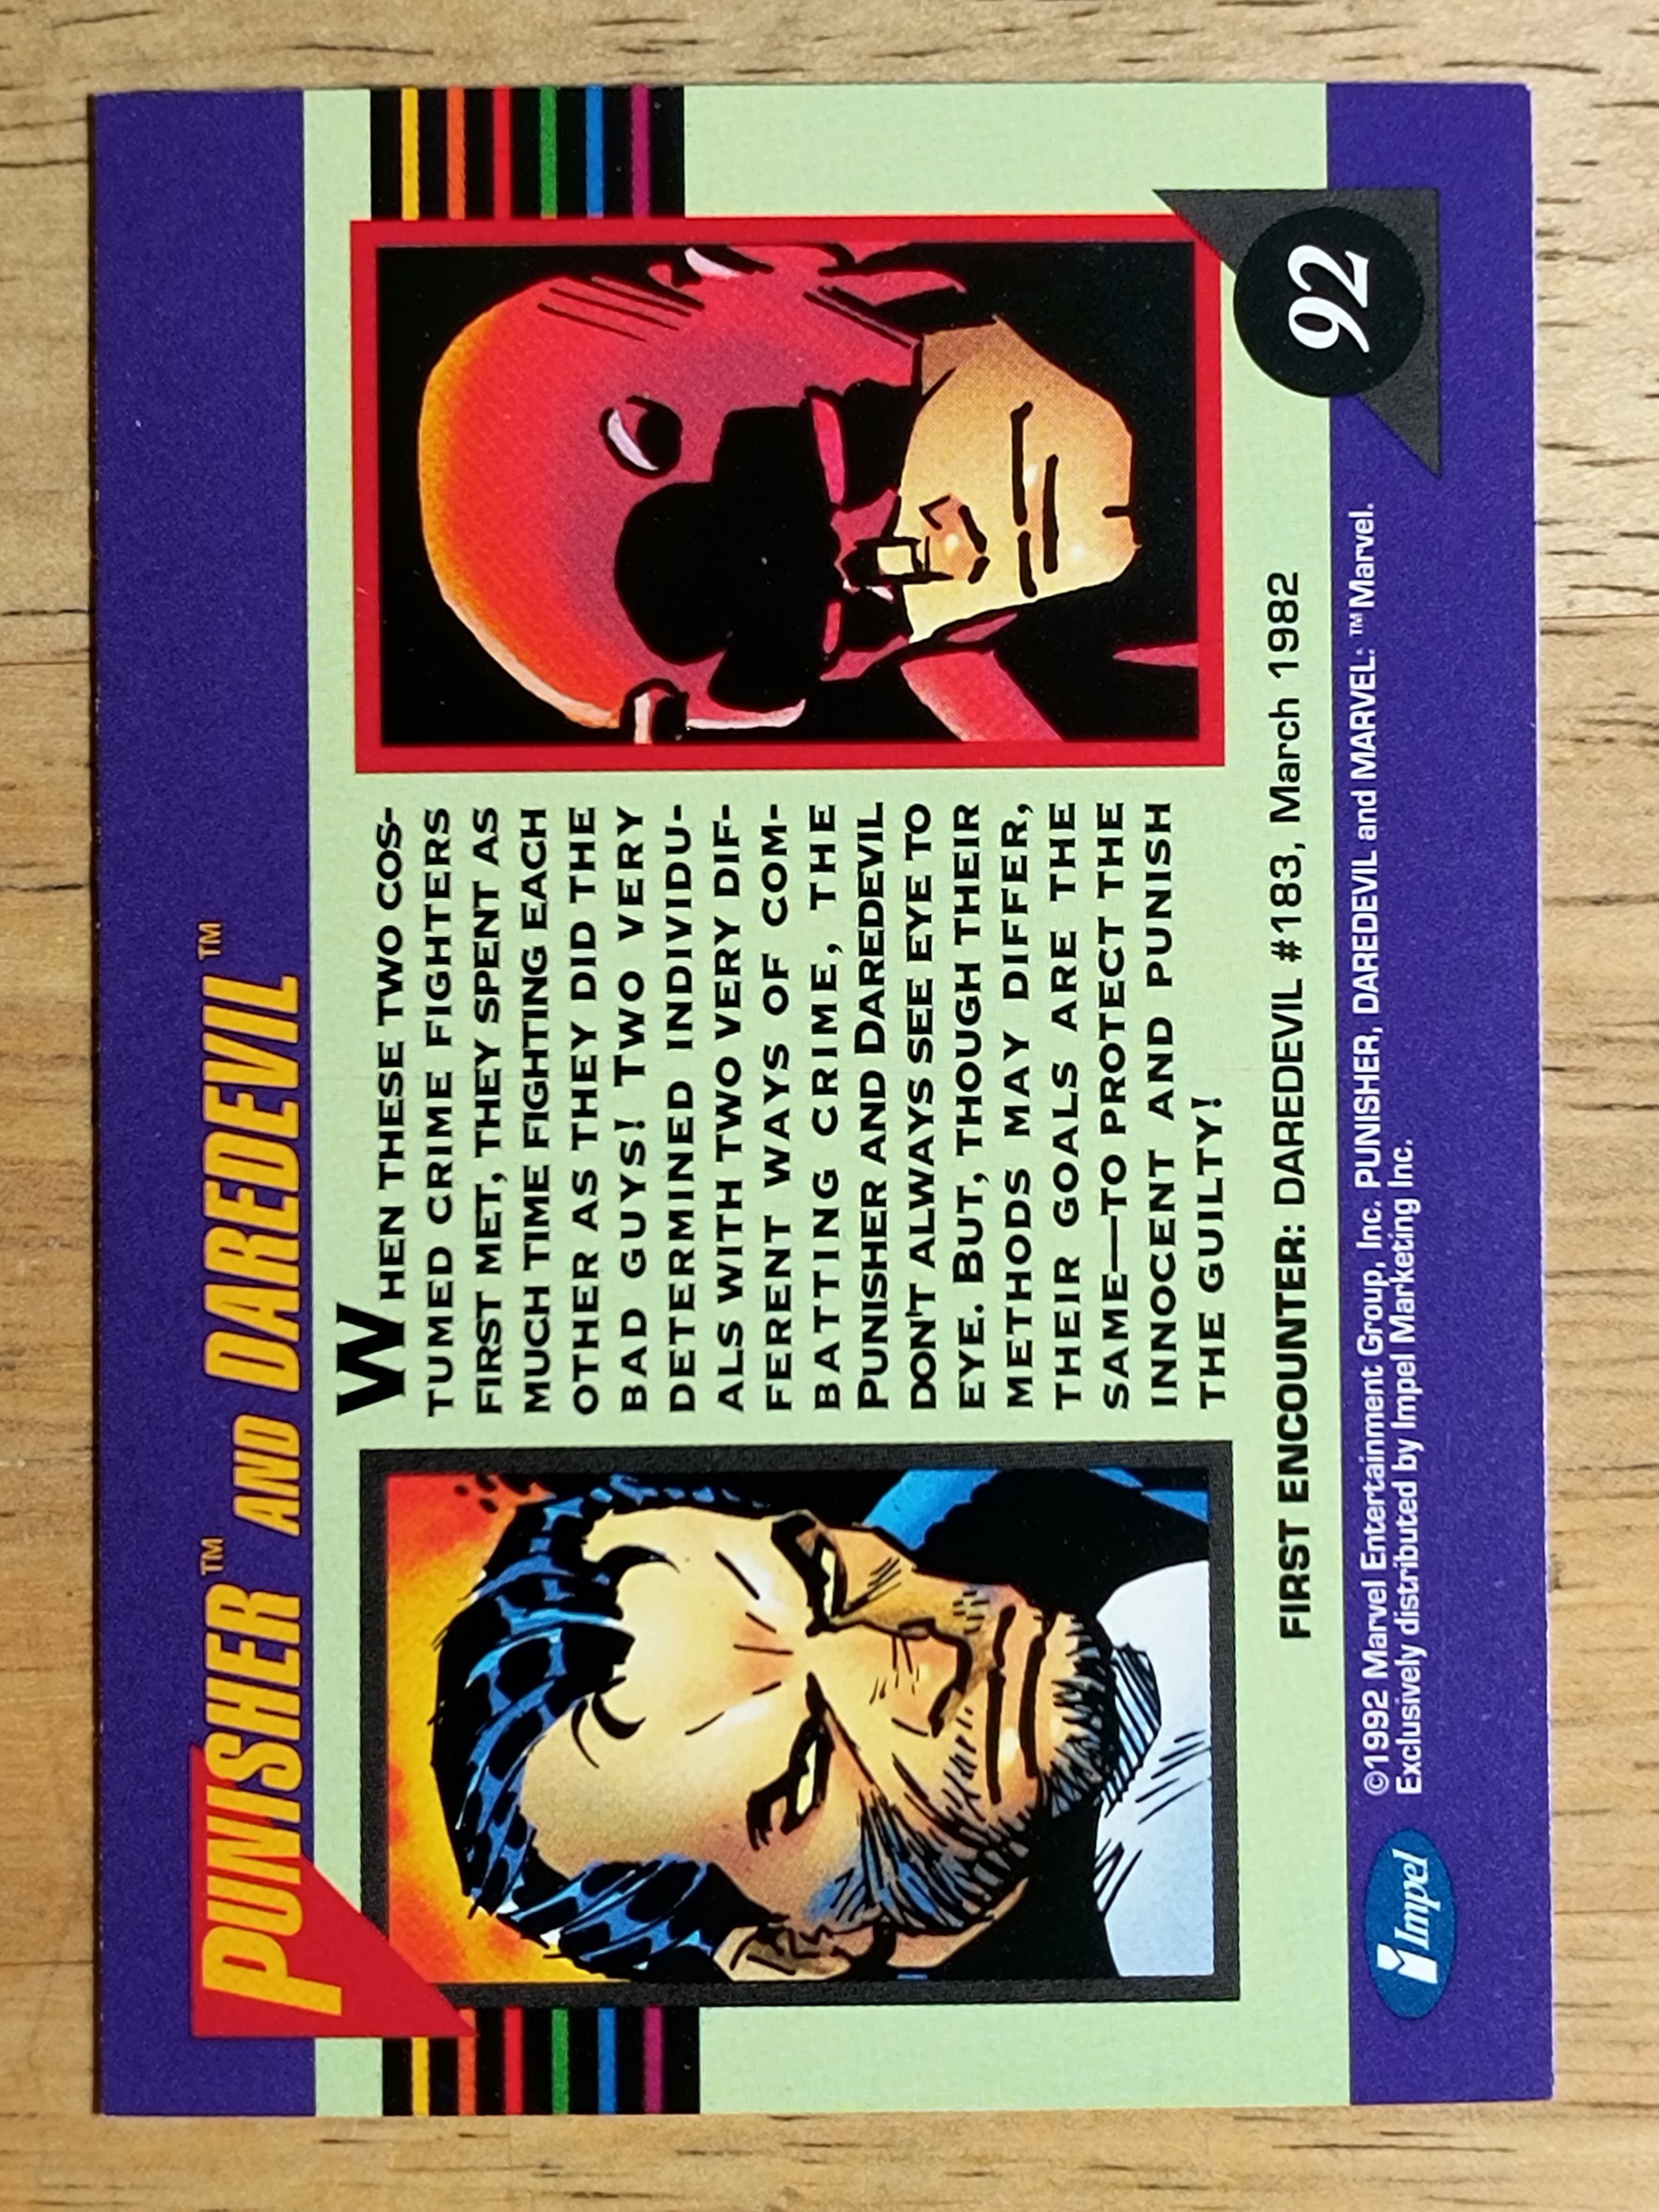 PUNISHER™ AND DAREDEVIL™
WHEN THESE TWO COS-
TUMED CRIME FIGHTERS
FIRST MET, THEY SPENT AS
MUCH TIME FIGHTING EACH
OTHER AS THEY DID THE
BAD GUYS! TWO VERY
DETERMINED INDIVIDU-
ALS WITH TWO VERY DIF-
FERENT WAYS OF COM-
BATTING CRIME, THE
PUNISHER AND DAREDEVIL
DON'T ALWAYS SEE EYE TO
EYE. BUT, THOUGH THEIR
METHODS MAY DIFFER,
THEIR GOALS ARE THE
SAME—TO PROTECT THE
INNOCENT AND PUNISH
THE GUILTY!
FIRST ENCOUNTER: DAREDEVIL #183, March 1982
92
©1992 Marvel Entertainment Group, Inc. PUNISHER, DAREDEVIL and MARVEL: ™ Marvel.
Exclusively distributed by Impel Marketing Inc.
Impel